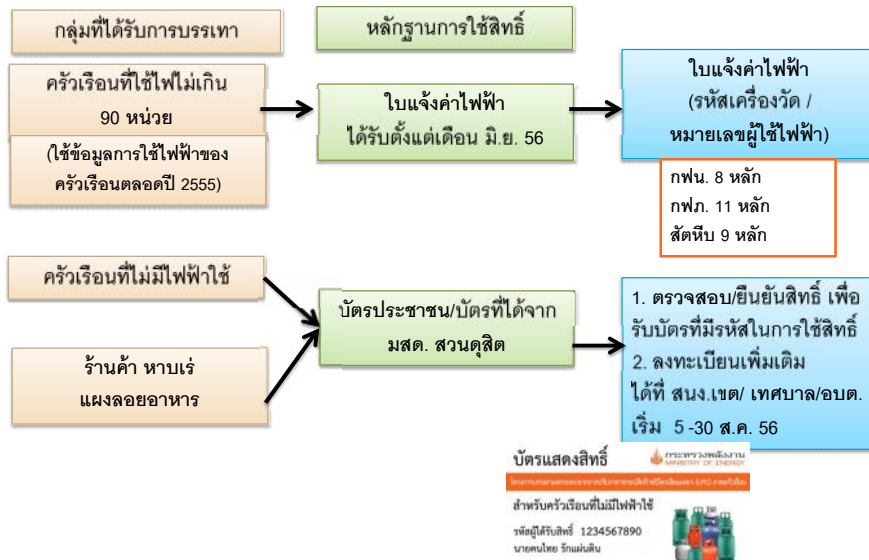 กลุ่มที่ได้รับการบรรเทา
หลักฐานการใช้สิทธิ์
ครัวเรือนที่ใช้ไฟไม่เกิน
90 หน่วย
(ใช้ข้อมูลการใช้ไฟฟ้าของ
ครัวเรือนตลอดปี 2555)
ใบแจ้งค่าไฟฟ้า
ได้รับตั้งแต่เดือน มิ.ย. 56
ใบแจ้งค่าไฟฟ้า
(รหัสเครื่องวัด /
หมายเลขผู้ใช้ไฟฟ้า)
กฟน. 8 หลัก
กฟภ. 11 หลัก
สัตหีบ 9 หลัก
ครัวเรือนที่ไม่มีไฟฟ้าใช้
ร้านค้า หาบเร่
แผงลอยอาหาร
บัตรประชาชน/บัตรที่ได้จาก
มสด. สวนดุสิต
1. ตรวจสอบ/ยืนยันสิทธิ์ เพื่อ
รับบัตรที่มีรหัสในการใช้สิทธิ์
2. ลงทะเบียนเพิ่มเติม
ได้ที่ สนง.เขต/ เทศบาล/อบต.
เริ่ม 5 -30 ส.ค. 56
บัตรแสดงสิทธิ์
กระทรวงพลังงาน
MINISTRY OF ENERGY
สำหรับครัวเรือนที่ไม่มีไฟฟ้าใช้
รหัสผู้ได้รับสิทธิ์ 1234567890
นายคนไทย รักแผ่นดิน